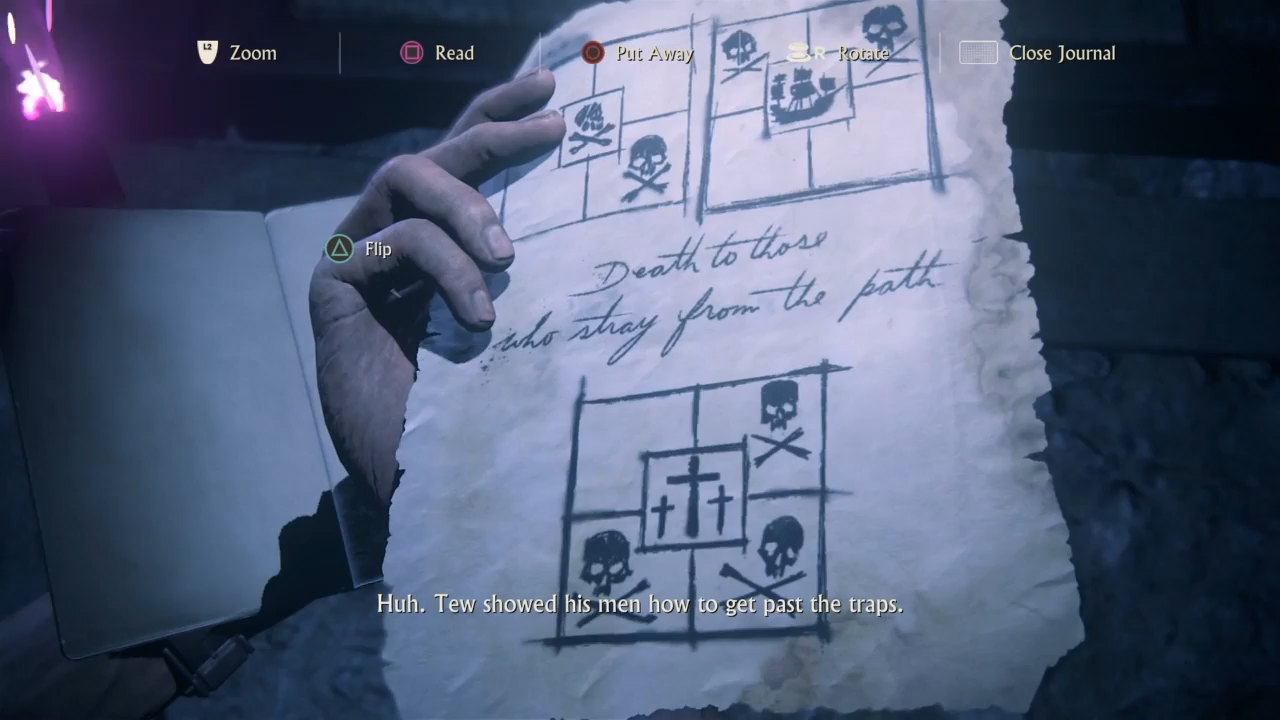 L2 Zoom
Read
Put Away
R Rotate
Close Journal
Flip
Death to those
who stray from the path
Huh. Tew showed his men how to get past the traps.